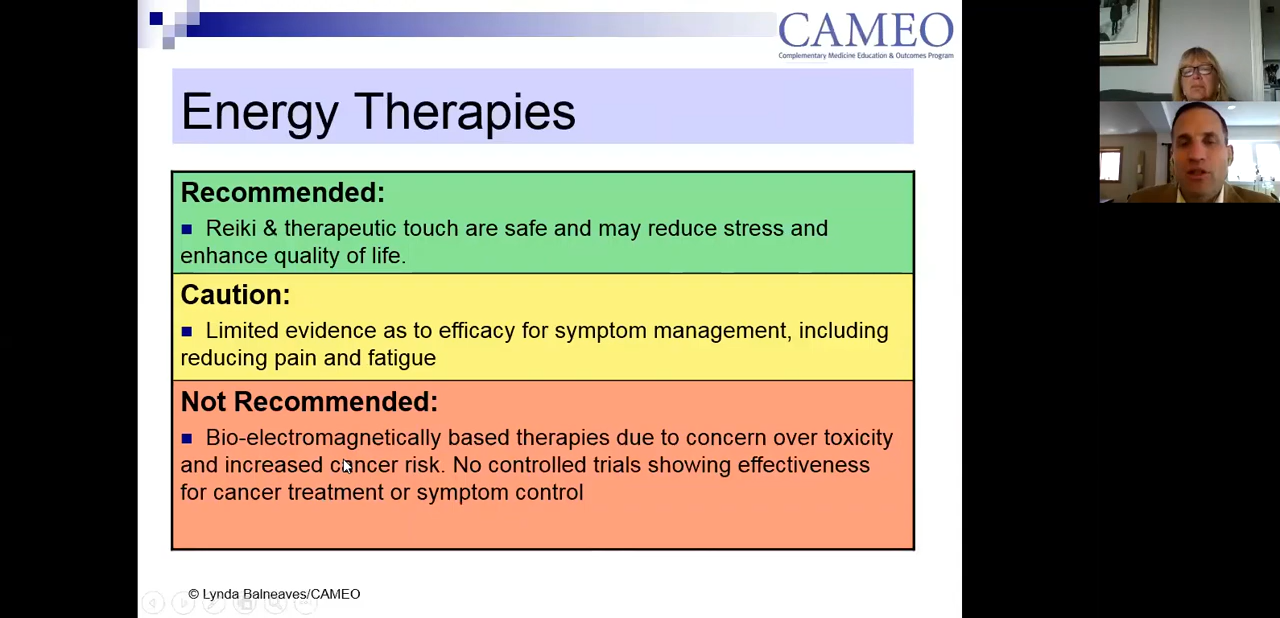 CAMEO
Complementary Medicine Education & Outcomes Program
Energy Therapies
Recommended:
Reiki & therapeutic touch are safe and may reduce stress and
enhance quality of life.
Caution:
Limited evidence as to efficacy for symptom management, including
reducing pain and fatigue
Not Recommended:
Bio-electromagnetically based therapies due to concern over toxicity
and increased cancer risk. No controlled trials showing effectiveness
for cancer treatment or symptom control
© Lynda Balneaves/CAMEO